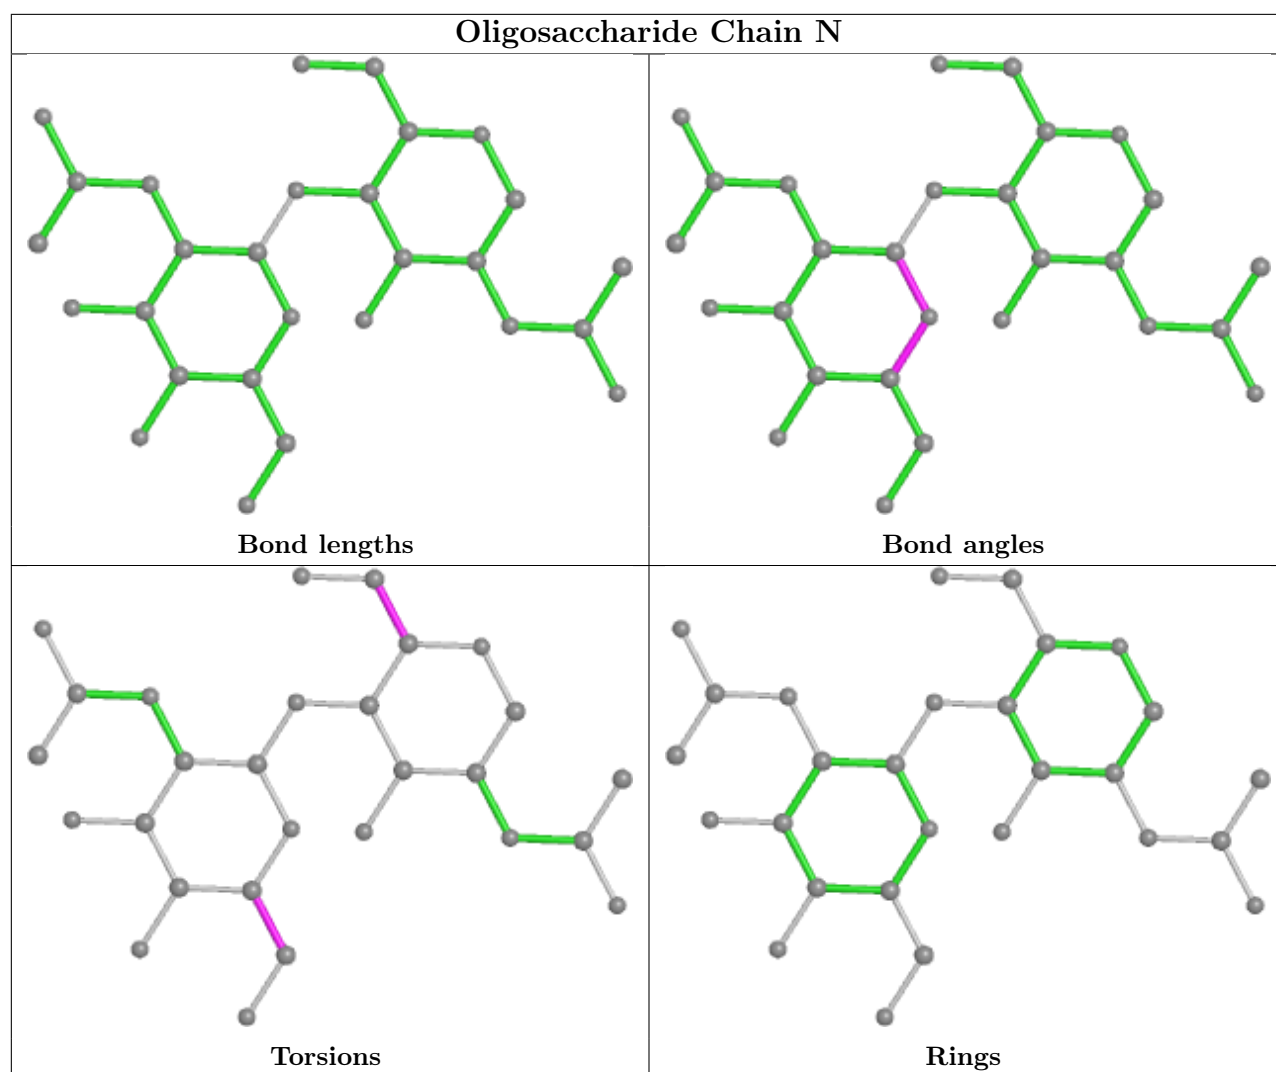 Oligosaccharide Chain N
Bond lengths
Bond angles
Torsions
Rings